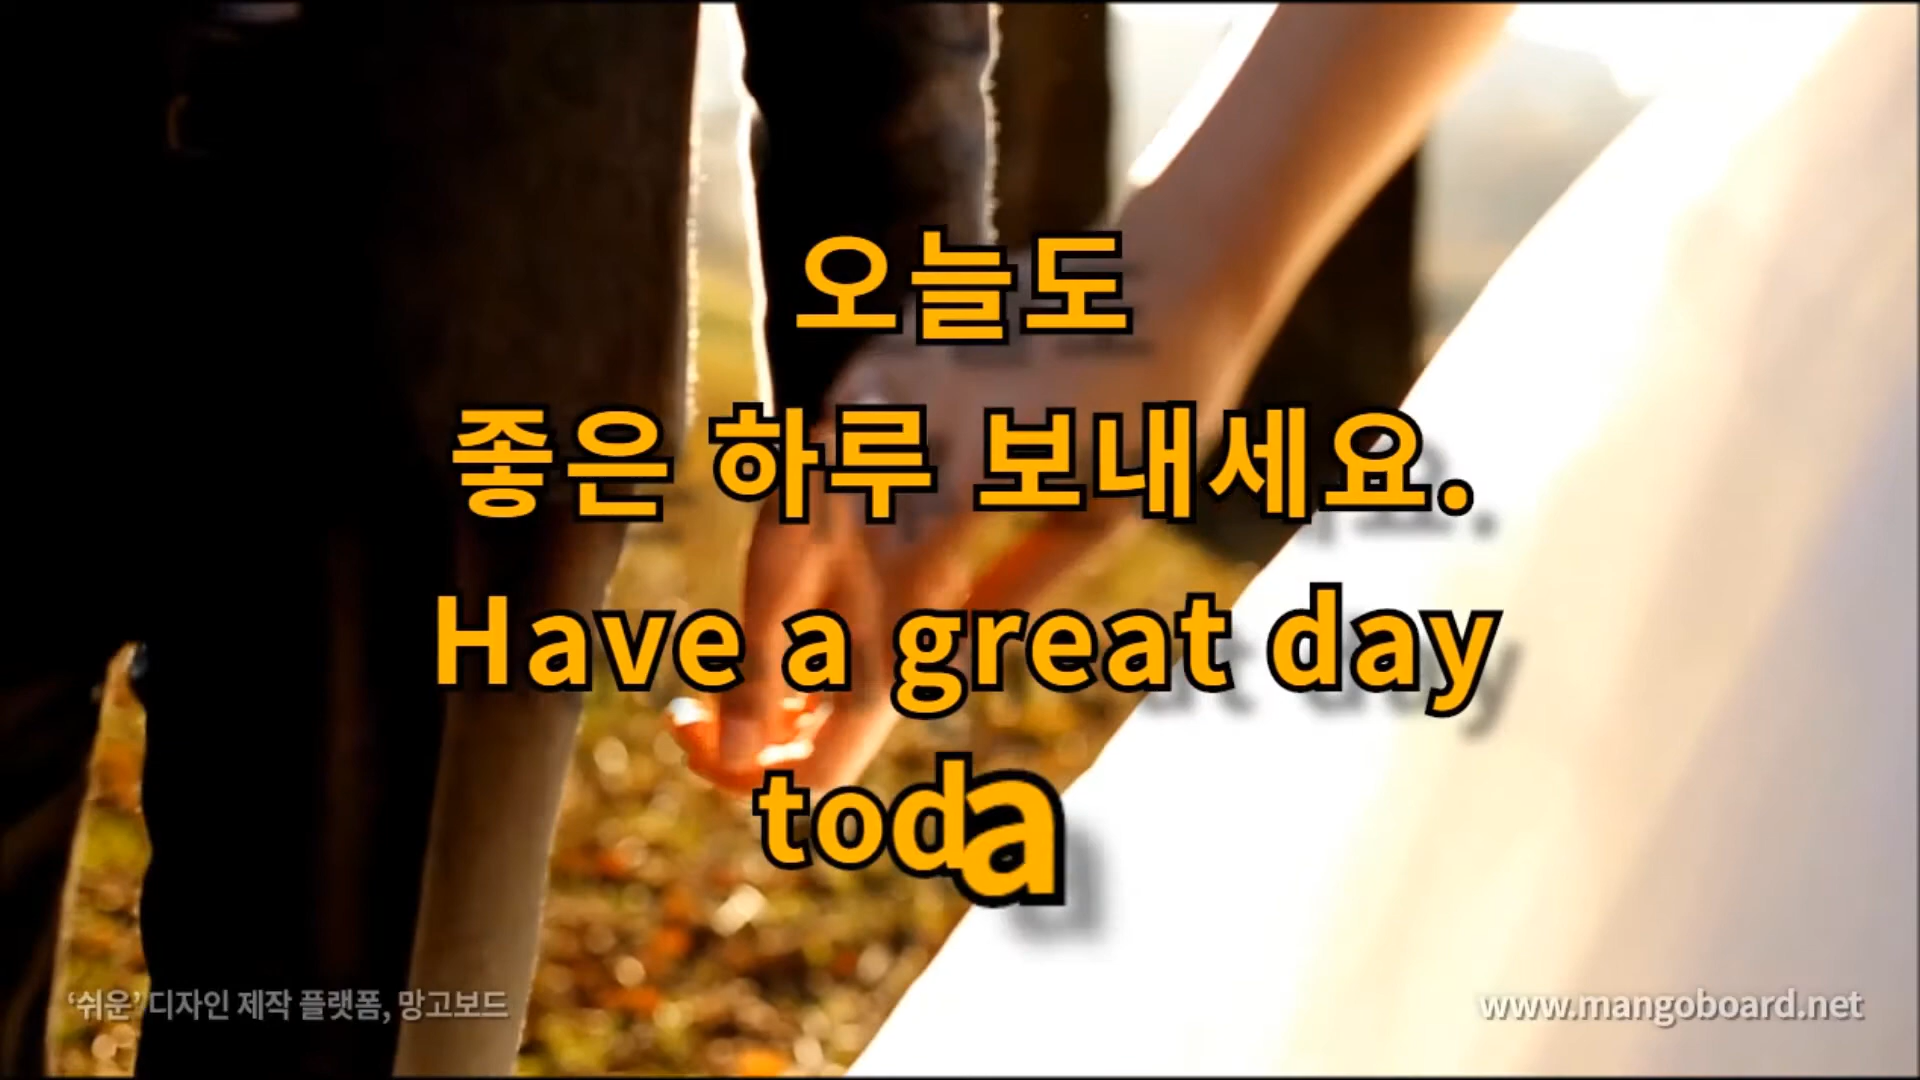 오늘도
좋은 하루 보내세요.
Have a great day
toda
‘쉬운’ 디자인 제작 플랫폼, 망고보드
www.mangoboard.net